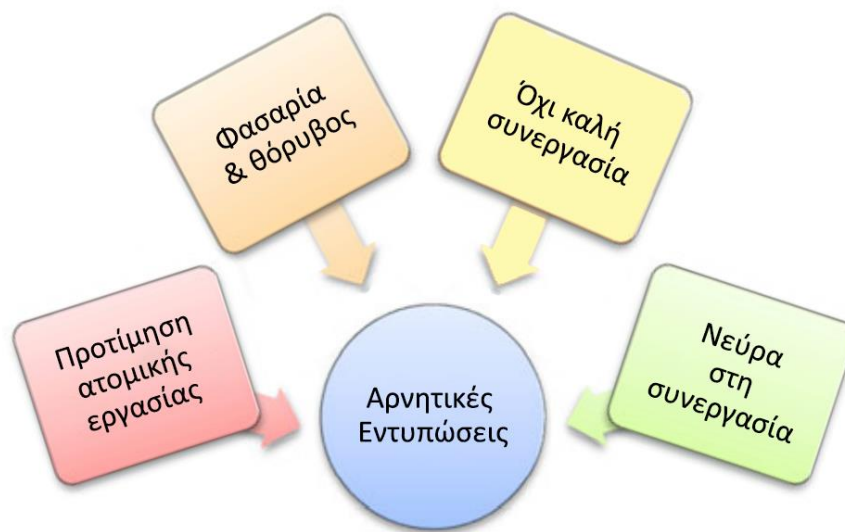 Φασαρία
& θόρυβος
Όχι καλή
συνεργασία
Προτίμηση
ατομικής
εργασίας
Αρνητικές
Εντυπώσεις
Νεύρα
στη
συνεργασία